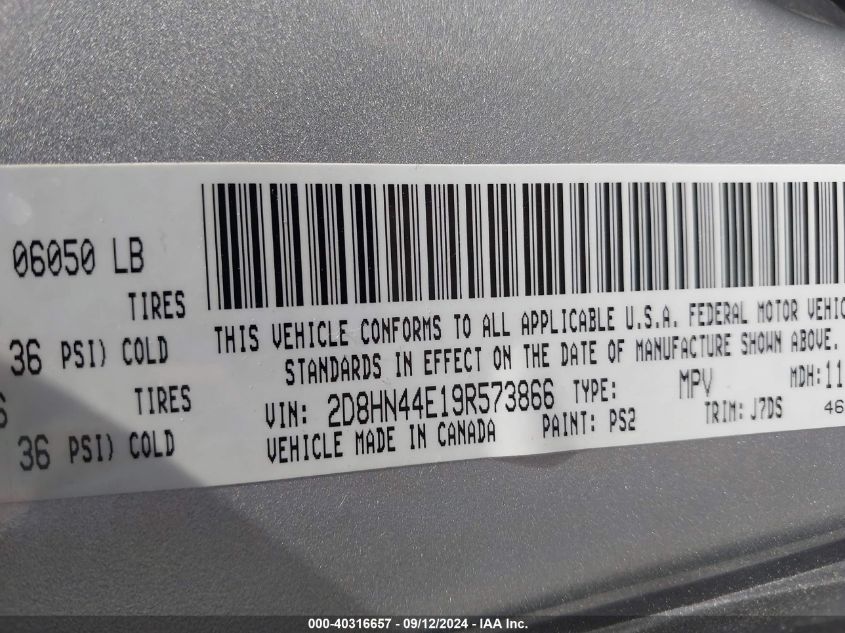 06050 LB
TIRES
36 PSI) COLD
TIRES
36 PSI) COLD
THIS VEHICLE CONFORMS TO ALL APPLICABLE U.S.A. FEDERAL MOTOR VEHIC
STANDARDS IN EFFECT ON THE DATE OF MANUFACTURE SHOWN ABOVE.
VIN: 2D8HN44E19R573866 TYPE: MPV MDH:11
VEHICLE MADE IN CANADA PAINT: PS2 TRIM: J7DS 46
000-40316657 - 09/12/2024 - IAA, Inc.